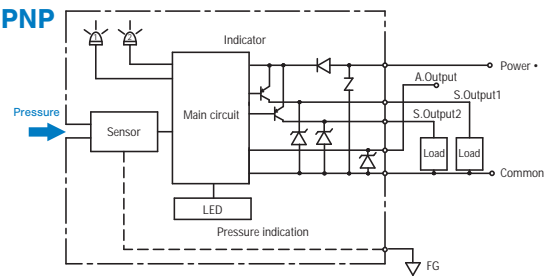 PNP
1 2
Indicator
Power •
A.Output
Pressure
S.Output1
Main circuit
S.Output2
Sensor
Load Load
Common
LED
Pressure indication
FG